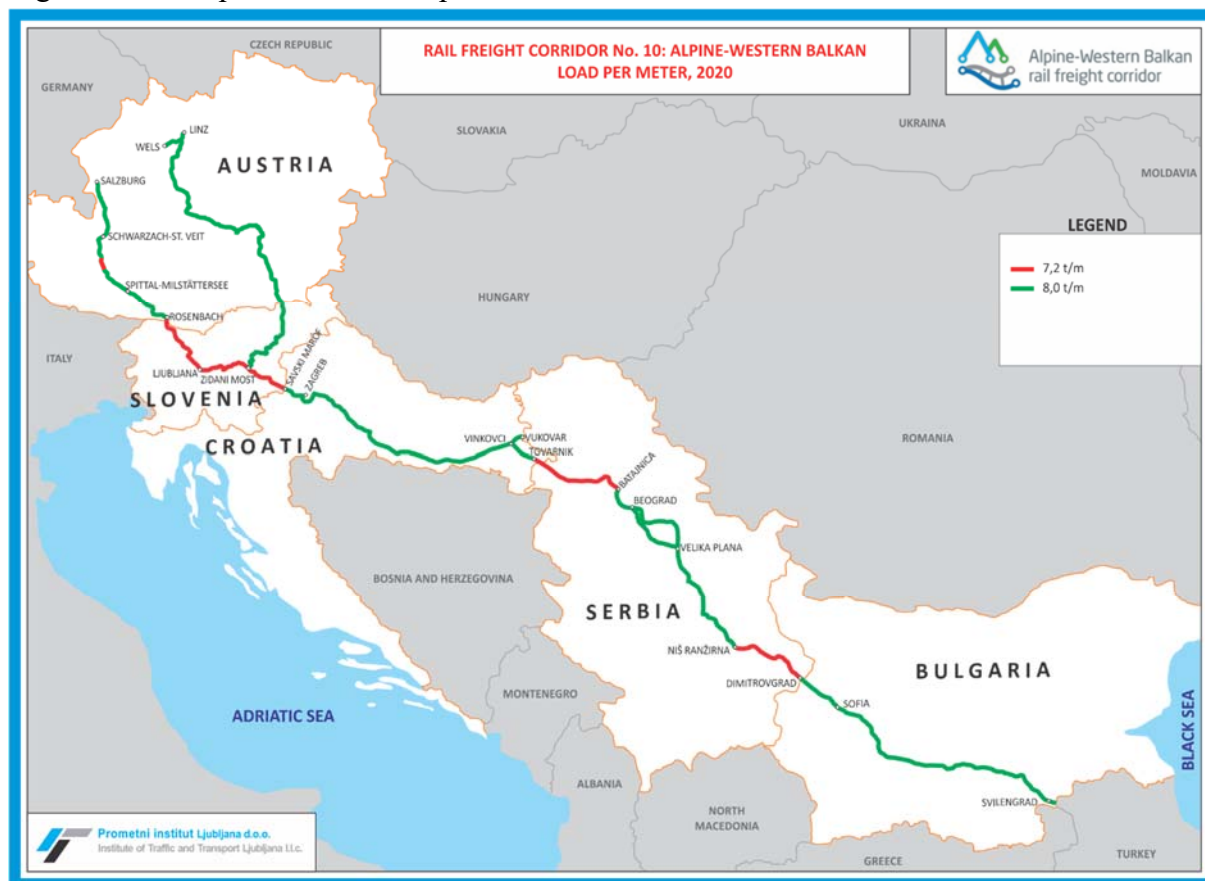 RAIL FREIGHT CORRIDOR No. 10: ALPINE-WESTERN BALKAN
LOAD PER METER, 2020
Alpine-Western Balkan
rail freight corridor
CZECH REPUBLIC
GERMANY
SLOVAKIA
UKRAINE
MOLDAVIA
LINZ
WELS
AUSTRIA
SALZBURG
LEGEND
SCHWARZACH-ST. VEIT
7,2 t/m
8,0 t/m
SPITTAL-MILSTÄTTERSEE
HUNGARY
ROSENBACH
ITALY
SAVSKI MAROF
ZAGREB
LJUBLJANA
ZIDANI MOST
SLOVENIA
CROATIA
VINKOVCI
VUKOVAR
TOVARNIK
ROMANIA
BATAJNICA
BEOGRAD
VELIKA PLANA
BOSNIA AND HERZEGOVINA
SERBIA
NIŠ RANŽIRNA
BULGARIA
DIMITROVGRAD
MONTENEGRO
SOFIA
ADRIATIC SEA
BLACK SEA
ALBANIA
SVILENGRAD
NORTH
MACEDONIA
Prometni institut Ljubljana d.o.o.
Institute of Traffic and Transport Ljubljana l.l.c.
GREECE
TURKEY